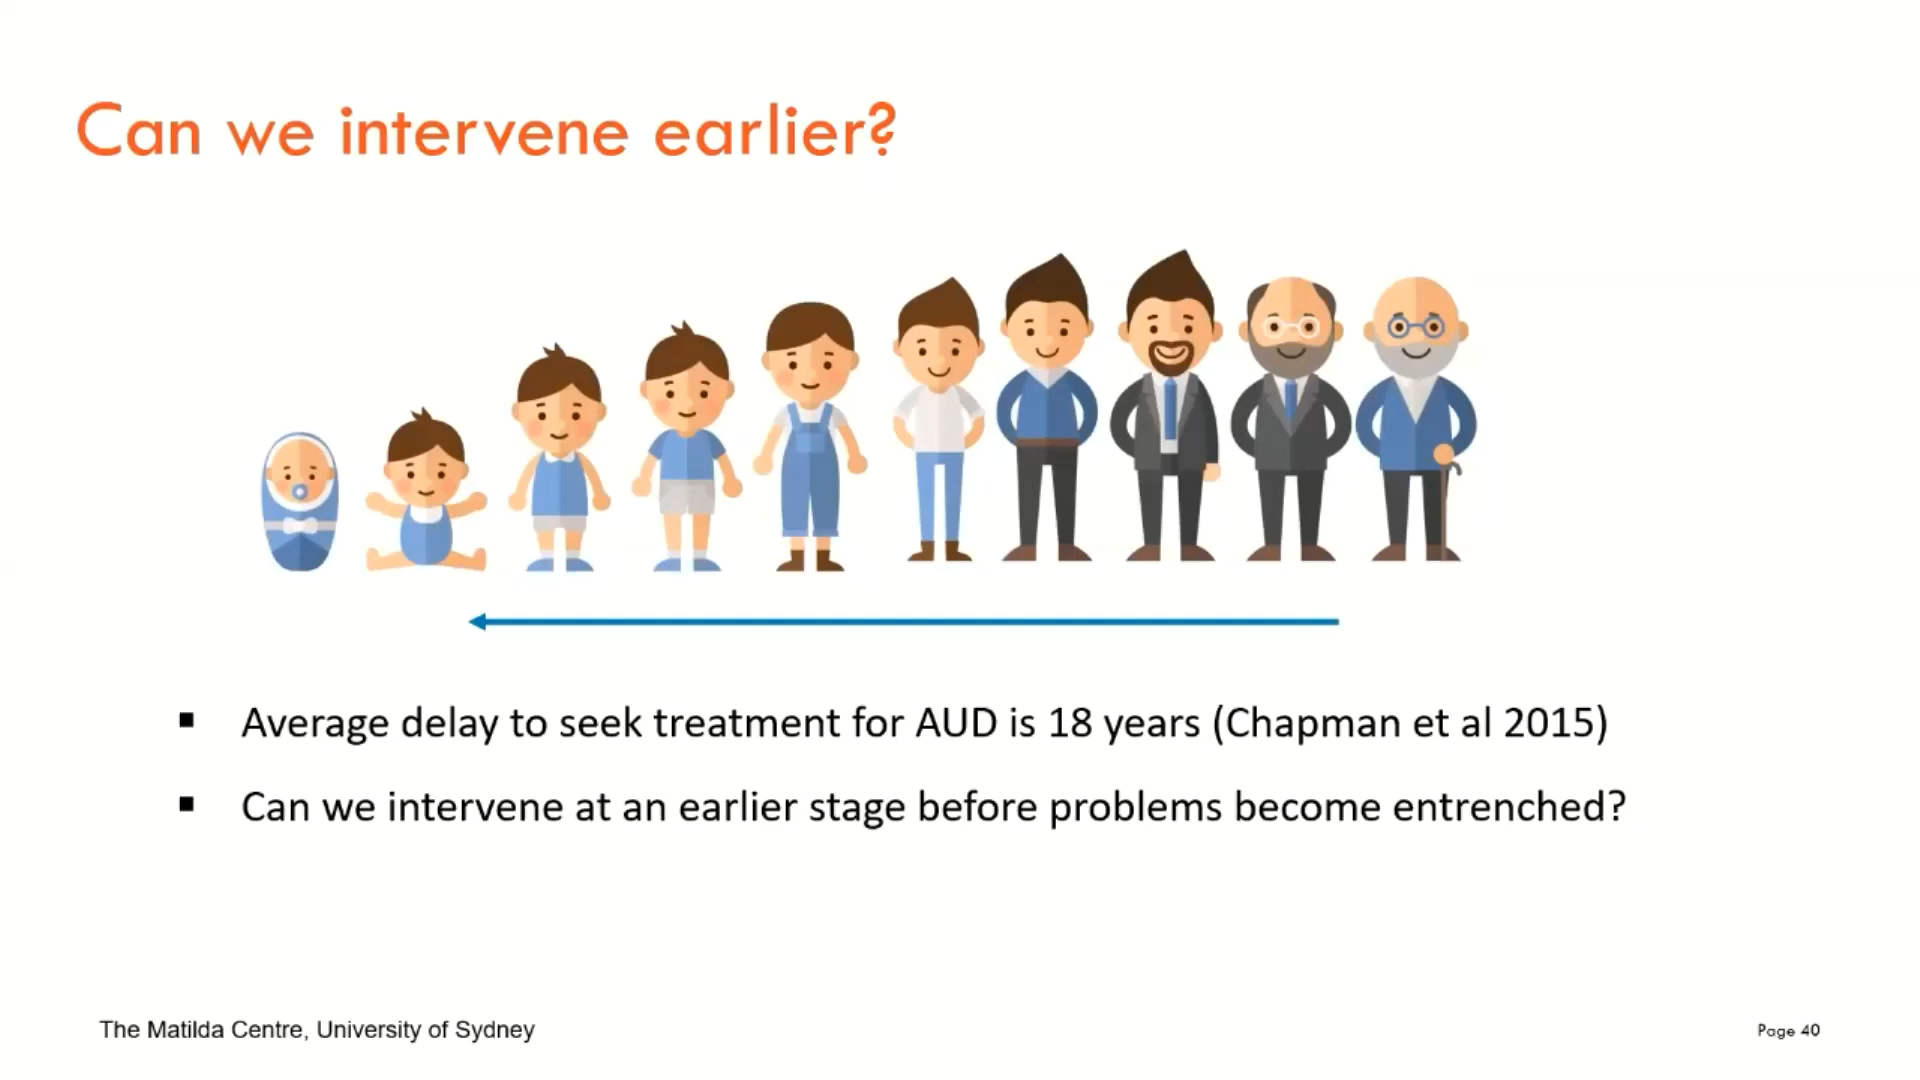 Can we intervene earlier?
▪ Average delay to seek treatment for AUD is 18 years (Chapman et al 2015)
▪ Can we intervene at an earlier stage before problems become entrenched?
The Matilda Centre, University of Sydney
Page 40